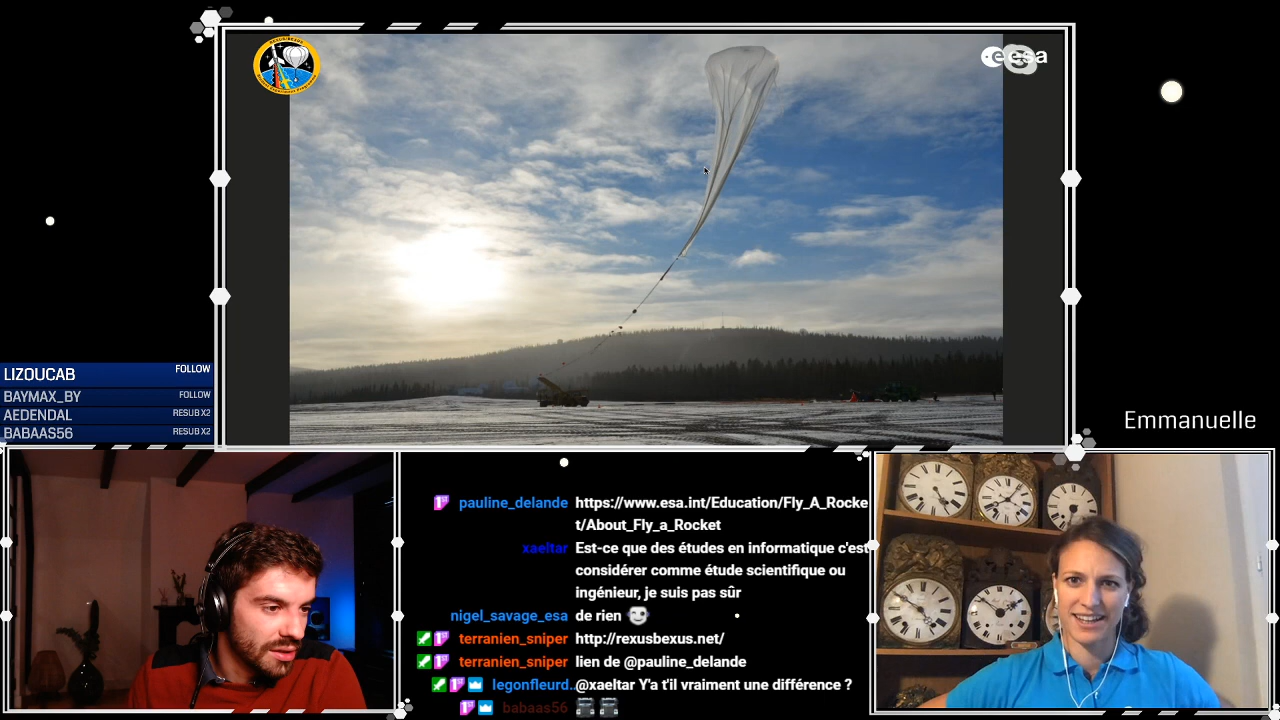 esa
LIZOUCAB FOLLOW
BAYMAX_BY FOLLOW
AEDENDAL RESUB X2
BABAAS56 RESUB X2
Emmanuelle
pauline_delande https://www.esa.int/Education/Fly_A_Rocke
t/About_Fly_a_Rocket
xaeltar Est-ce que des études en informatique c'est
considérer comme étude scientifique ou
ingénieur, je suis pas sûr
nigel_savage_esa de rien
terranien_sniper http://rexusbexus.net/
terranien_sniper lien de @pauline_delande
legonfleurd.. @xaeltar Y'a t'il vraiment une différence ?
babaas56